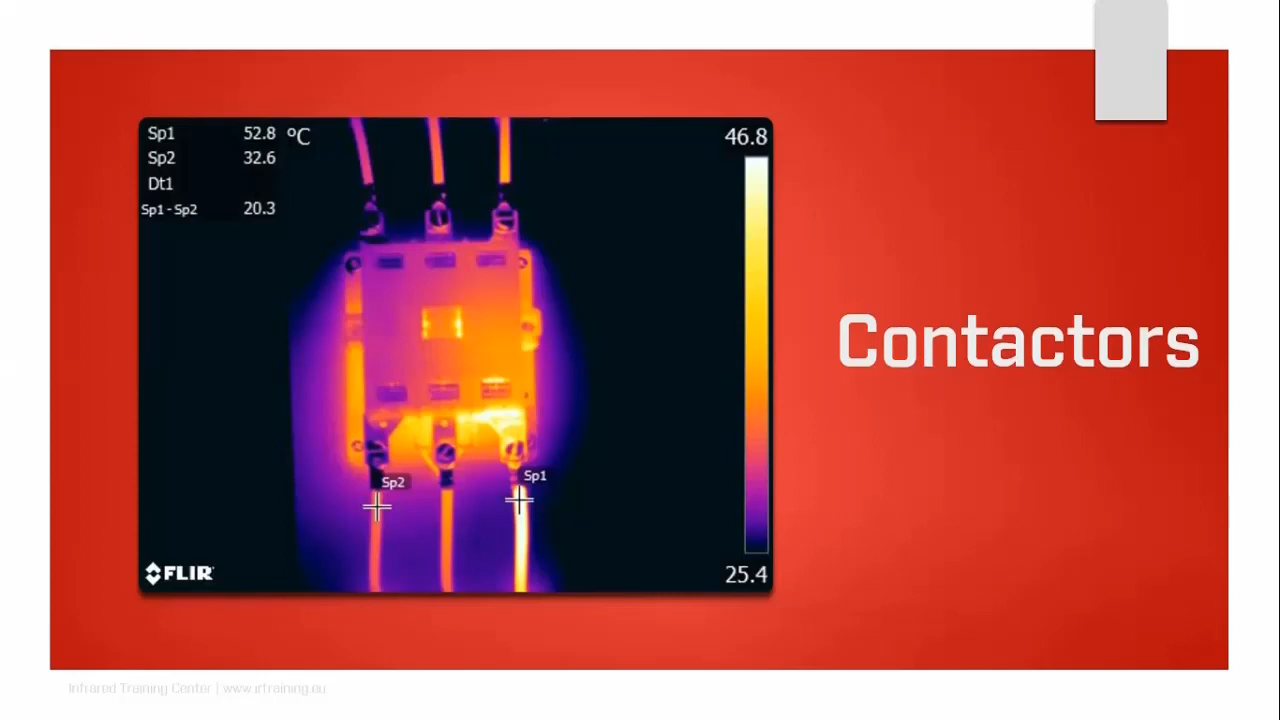 Sp1 52.8 °C
Sp2 32.6
Dt1
Sp1 - Sp2 20.3
46.8
Sp2
Sp1
25.4
FLIR
Contactors
Infrared Training Center | www.irtraining.eu